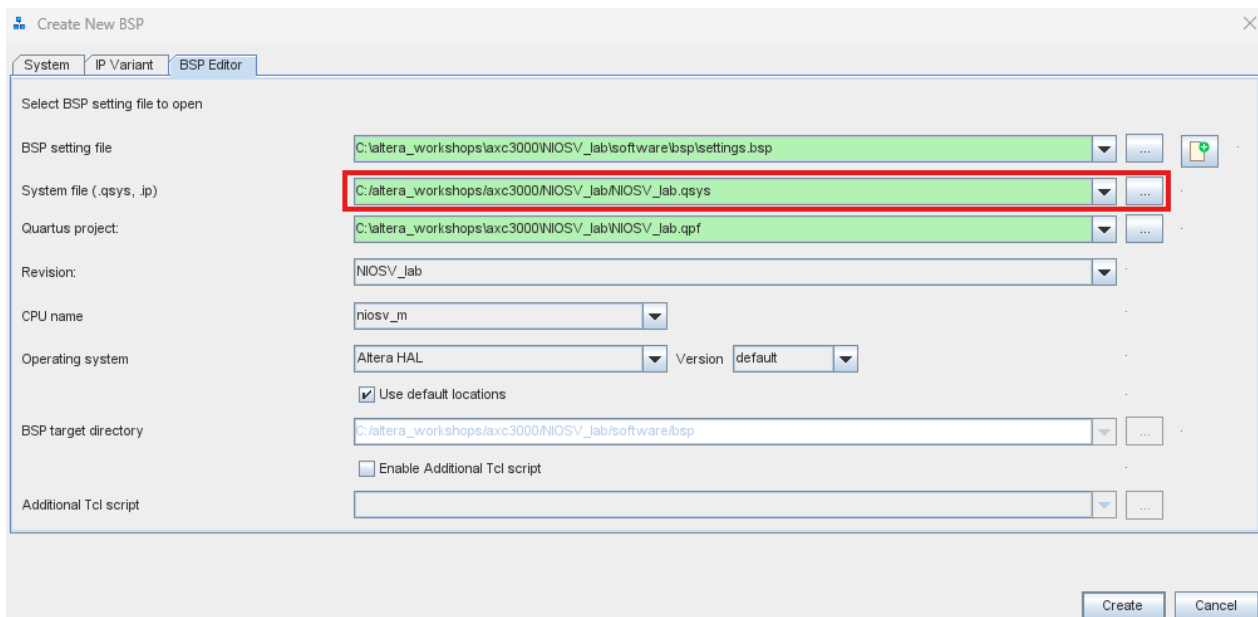 Create New BSP
System IP Variant BSP Editor
Select BSP setting file to open
BSP setting file C:\altera_workshops\axc3000\NIOSV_lab\software\bsp\settings.bsp ...
System file (.qsys, .ip) C:/altera_workshops/axc3000/NIOSV_lab/NIOSV_lab.qsys ...
Quartus project: C:\altera_workshops\axc3000\NIOSV_lab\NIOSV_lab.qpf ...
Revision: NIOSV_lab
CPU name niosv_m
Operating system Altera HAL Version default
Use default locations
BSP target directory C:/altera_workshops/axc3000/NIOSV_lab/software/bsp ...
Enable Additional Tcl script
Additional Tcl script ...
Create Cancel